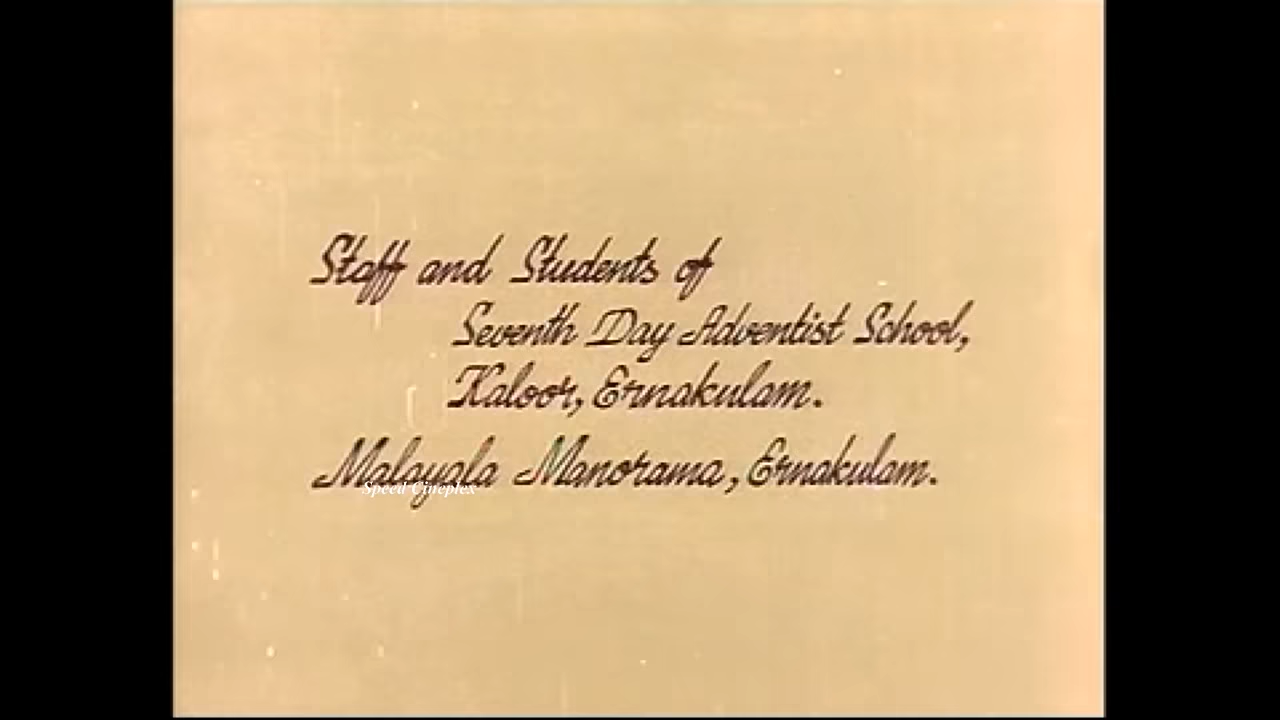 Staff and Students of
Seventh Day Adventist School,
Kaloor, Ernakulam.
Malayala Manorama, Ernakulam.
Speed Cineplex